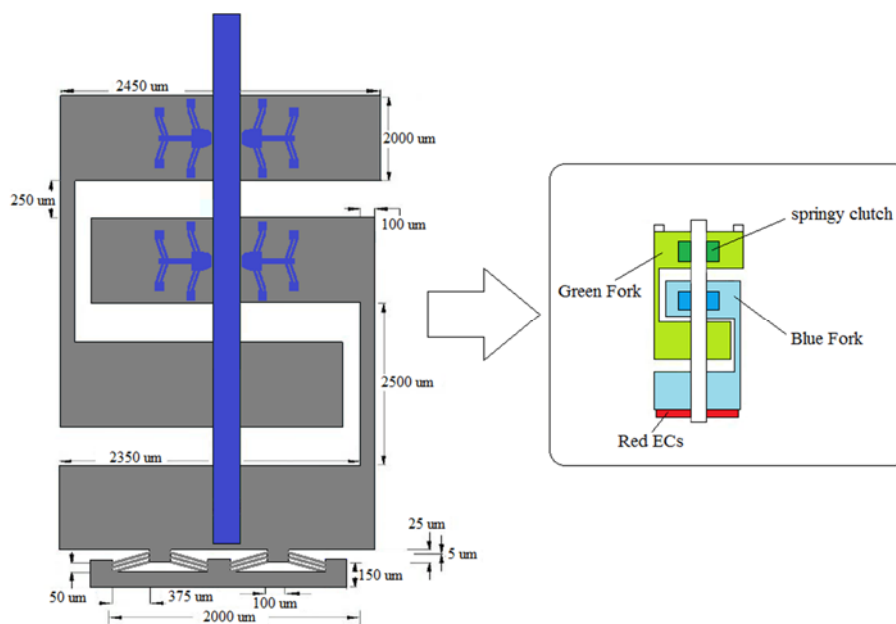 2450 um
2000 um
250 um
100 um
springy clutch
Green Fork
Blue Fork
2500 um
2350 um
Red ECs
25 um
5 um
150 um
50 um
375 um
100 um
2000 um